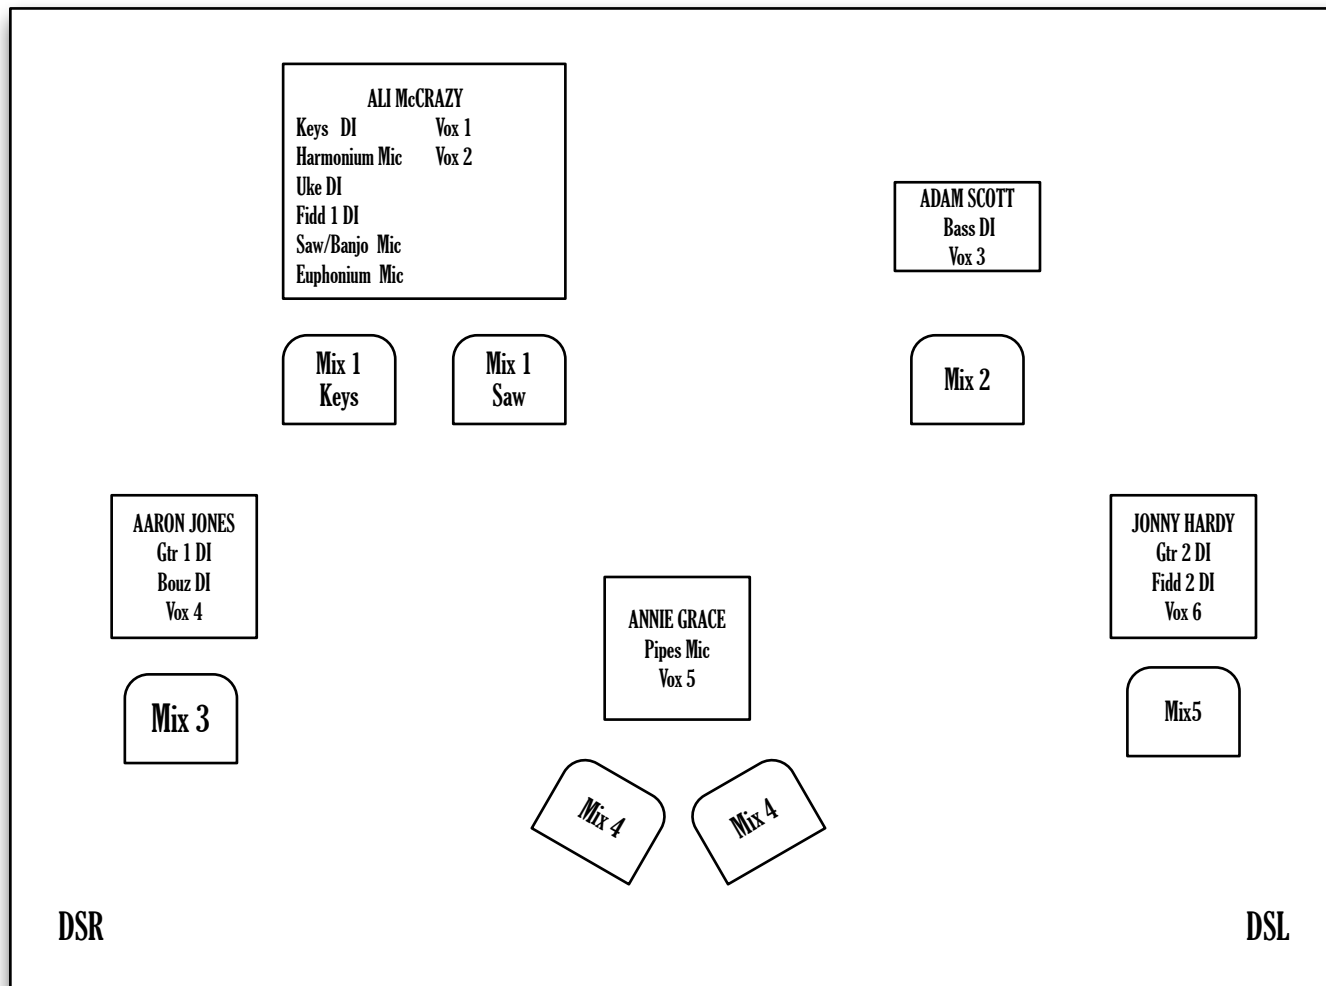 ALI McCRAZY
Keys DI Vox 1
Harmonium Mic Vox 2
Uke DI
Fidd 1 DI
Saw/Banjo Mic
Euphonium Mic
ADAM SCOTT
Bass DI
Vox 3
Mix 1
Keys
Mix 1
Saw
Mix 2
AARON JONES
Gtr 1 DI
Bouz DI
Vox 4
JONNY HARDY
Gtr 2 DI
Fidd 2 DI
Vox 6
ANNIE GRACE
Pipes Mic
Vox 5
Mix 3
Mix5
Mix 4
Mix 4
DSR
DSL